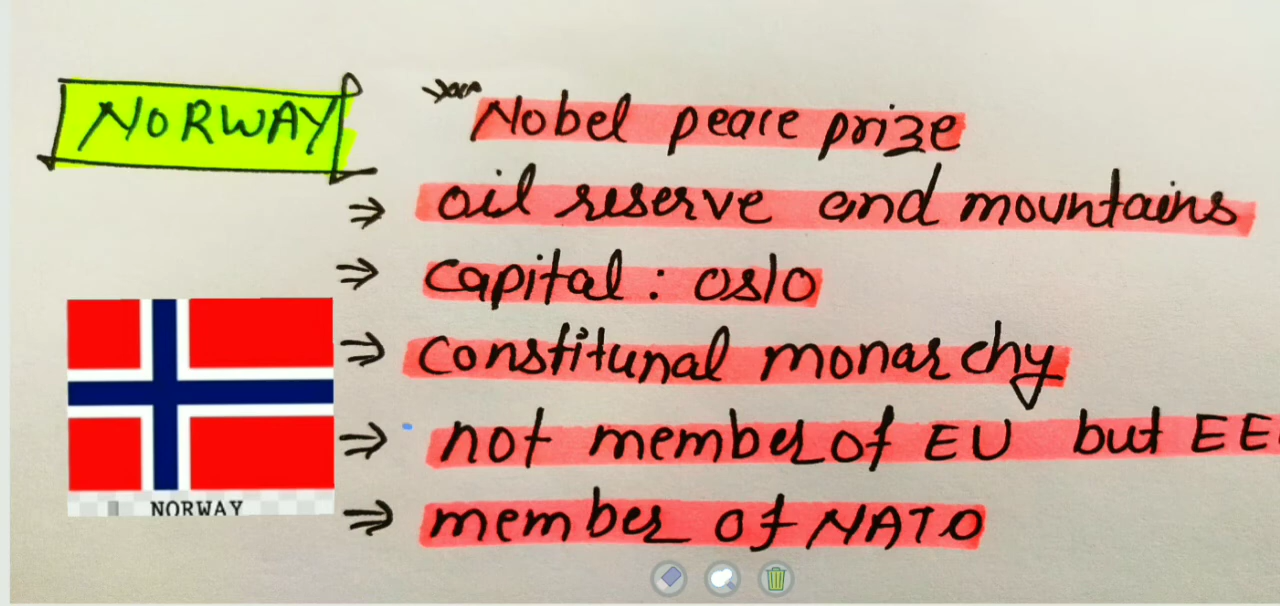 NORWAY
Nobel peace prize
oil reserve and mountains
capital : oslo
constitunal monarchy
not member of EU but EE
member of NATO
NORWAY